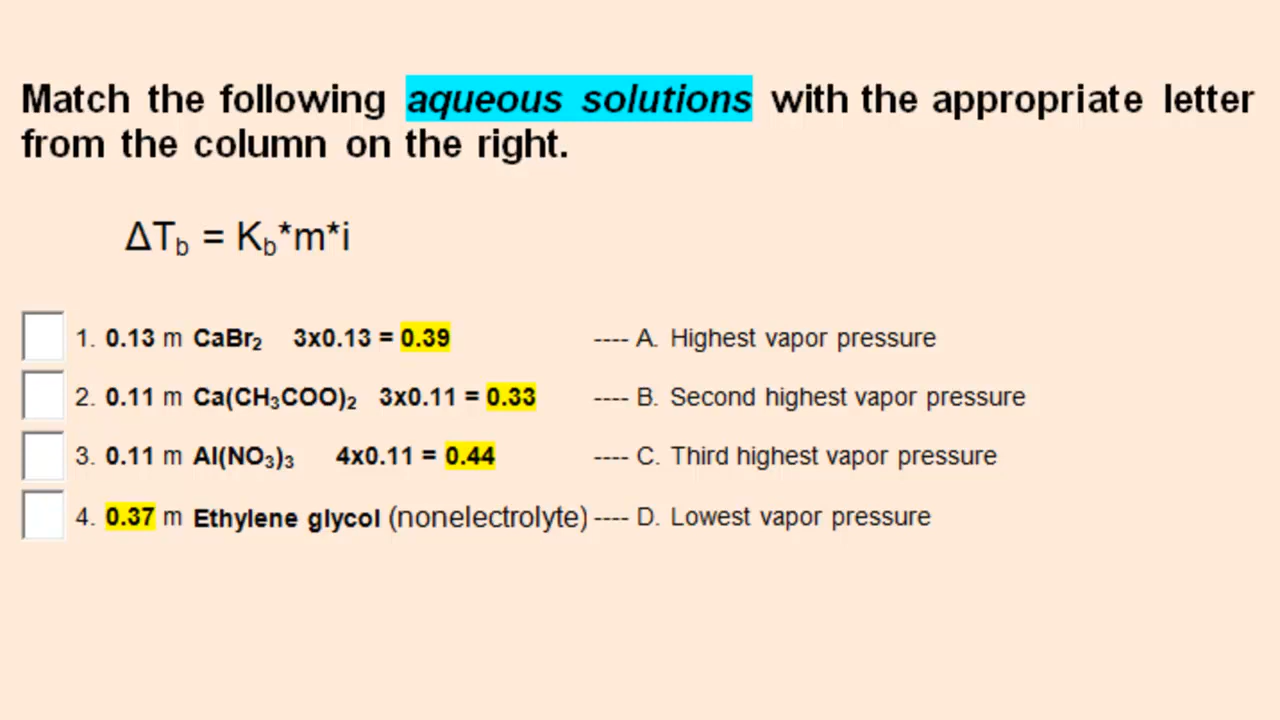 Match the following aqueous solutions with the appropriate letter
from the column on the right.
ΔTb = Kb*m*i
1. 0.13 m CaBr₂ 3x0.13 = 0.39 ---- A. Highest vapor pressure
2. 0.11 m Ca(CH₃COO)₂ 3x0.11 = 0.33 ---- B. Second highest vapor pressure
3. 0.11 m Al(NO₃)₃ 4x0.11 = 0.44 ---- C. Third highest vapor pressure
4. 0.37 m Ethylene glycol (nonelectrolyte) ---- D. Lowest vapor pressure